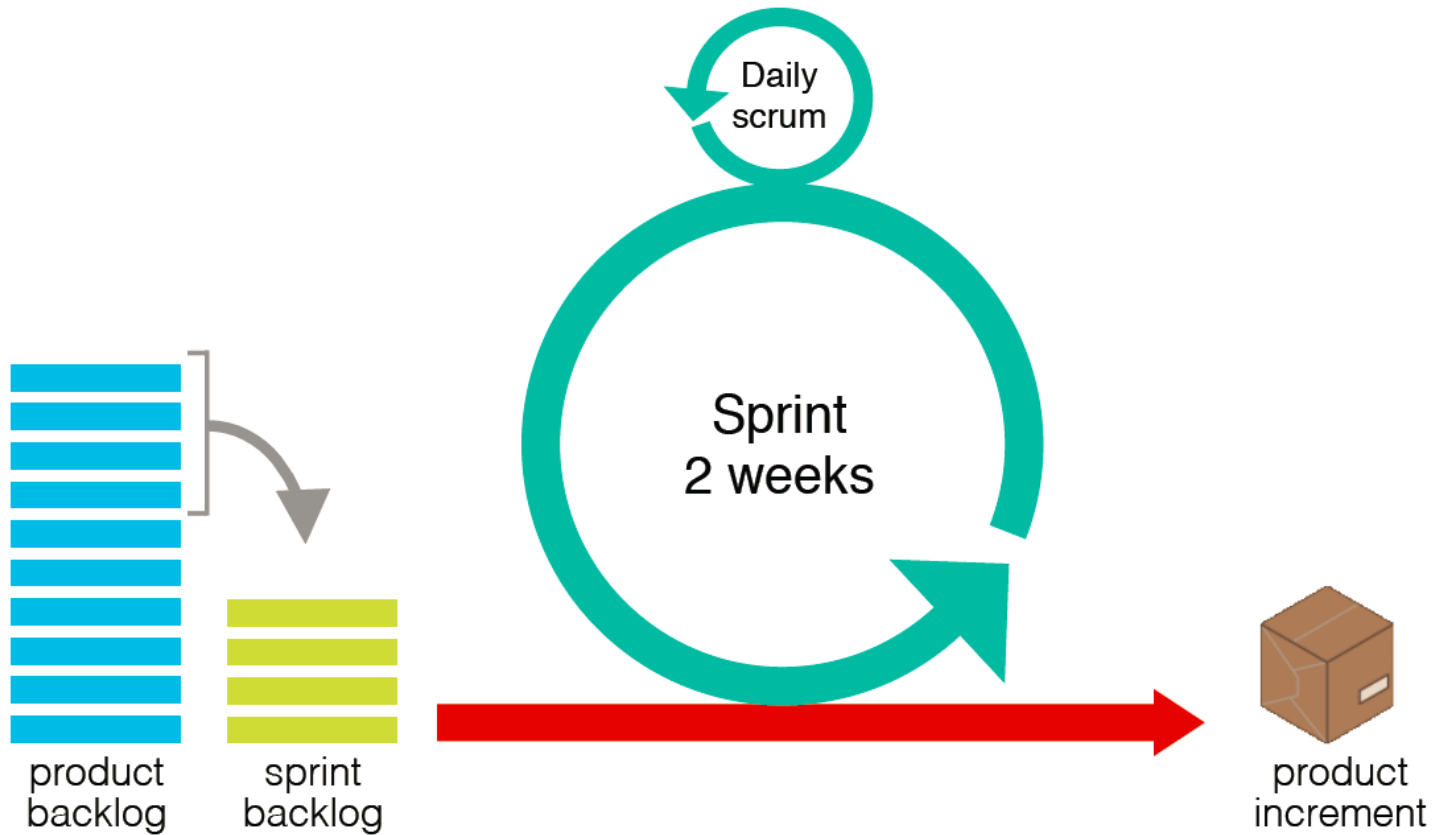 Daily
scrum
Sprint
2 weeks
product
backlog
sprint
backlog
product
increment